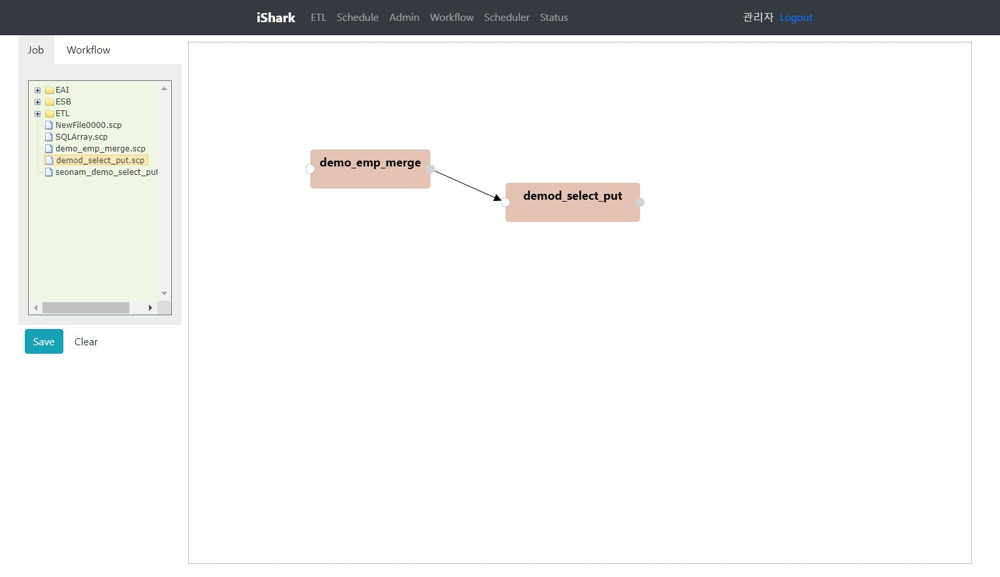 iShark ETL Schedule Admin Workflow Scheduler Status 관리자 Logout
Job Workflow
EAI
ESB
ETL
NewFile0000.scp
SQLArray.scp
demo_emp_merge.scp
demod_select_put.scp
seonam_demo_select_put
Save Clear
demo_emp_merge
demod_select_put